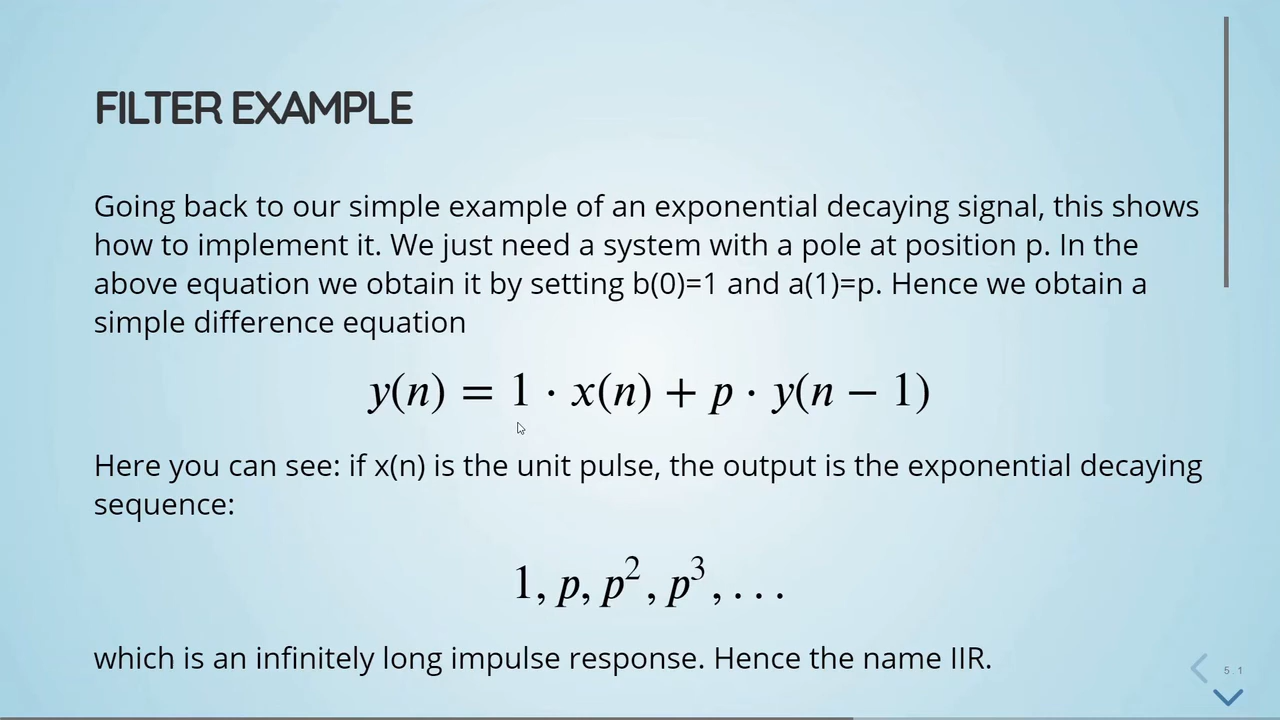 FILTER EXAMPLE
Going back to our simple example of an exponential decaying signal, this shows
how to implement it. We just need a system with a pole at position p. In the
above equation we obtain it by setting b(0)=1 and a(1)=p. Hence we obtain a
simple difference equation
y(n) = 1 · x(n) + p · y(n − 1)
Here you can see: if x(n) is the unit pulse, the output is the exponential decaying
sequence:
1, p, p², p³, . . .
which is an infinitely long impulse response. Hence the name IIR.
5.1